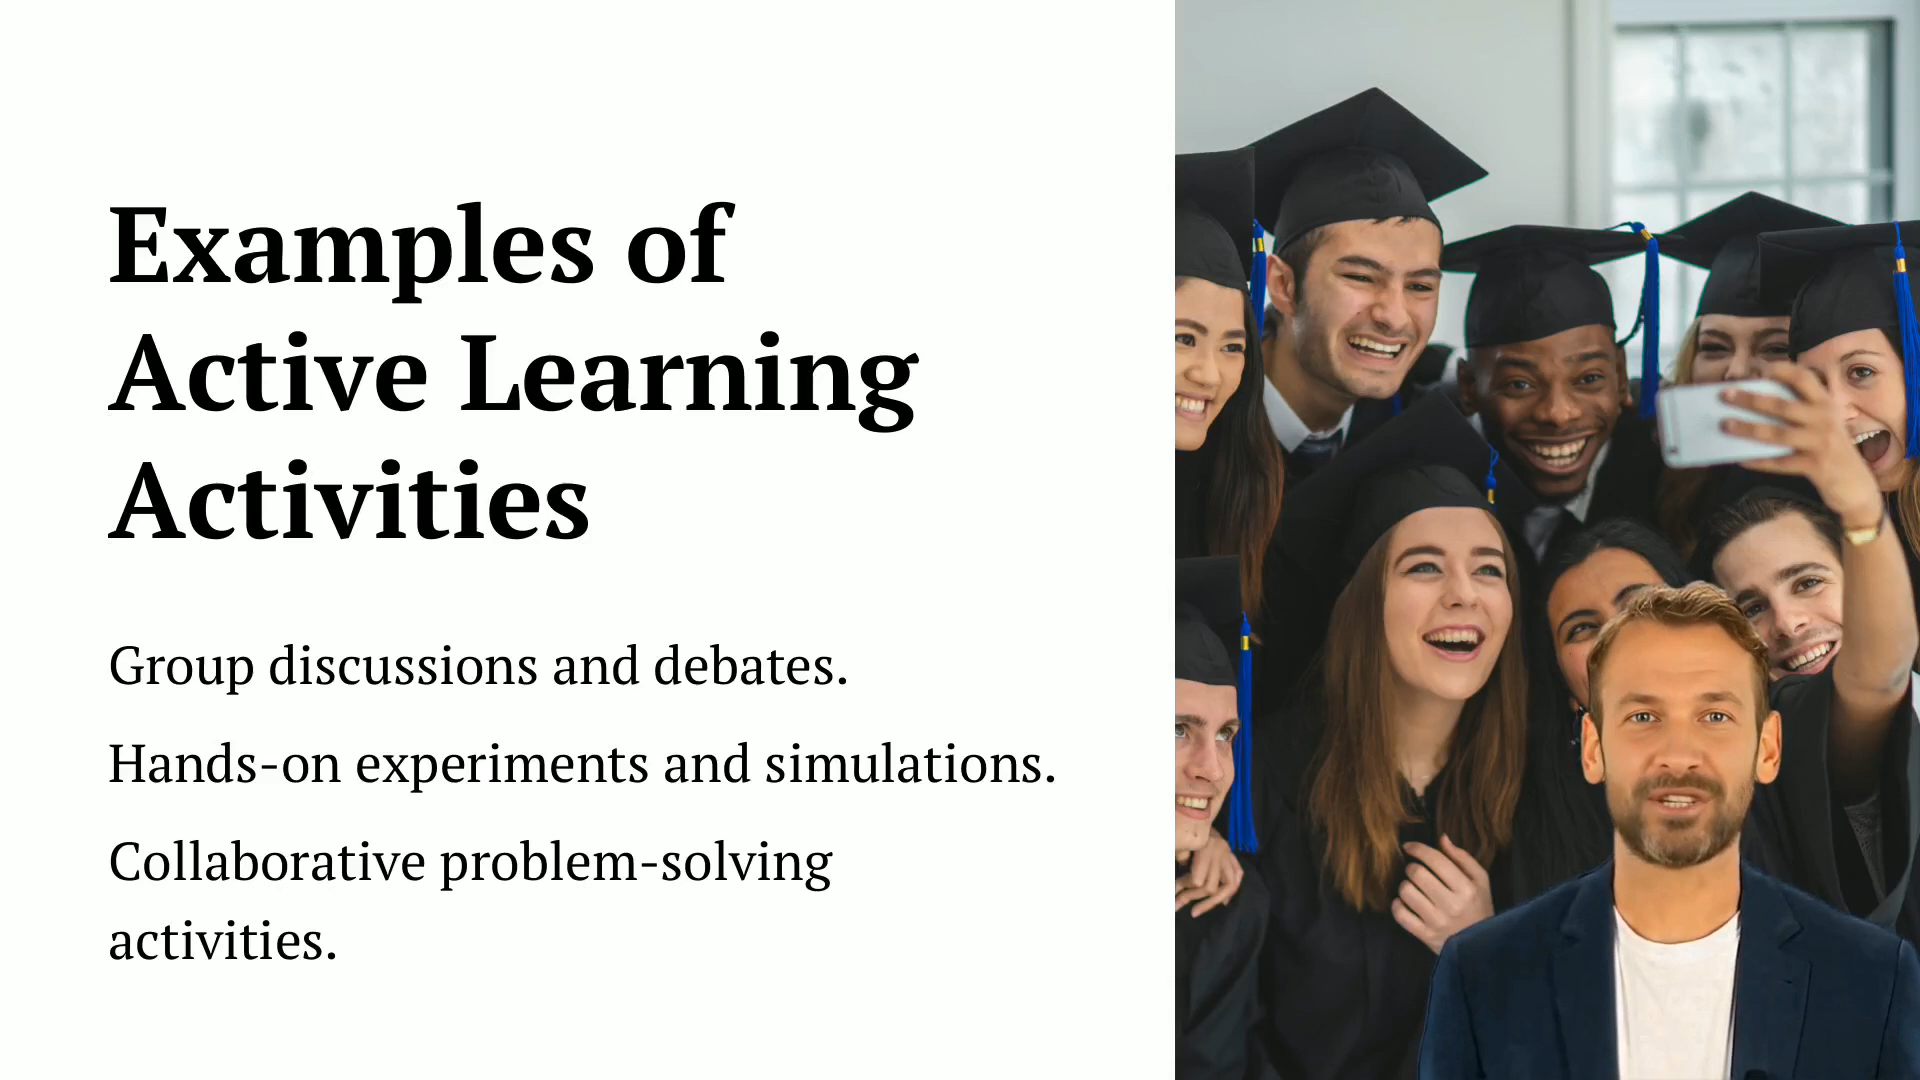 Examples of
Active Learning
Activities
Group discussions and debates.
Hands-on experiments and simulations.
Collaborative problem-solving
activities.